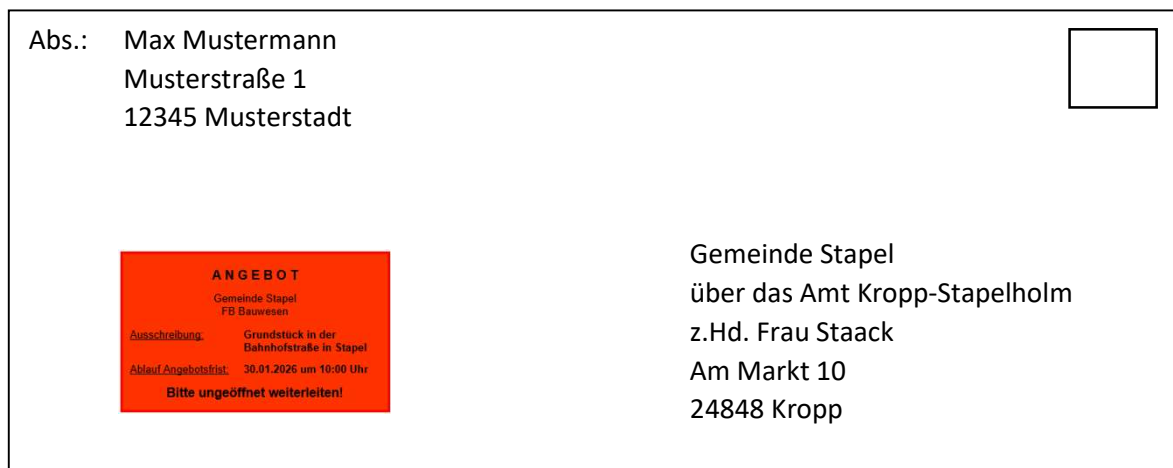 Abs.: Max Mustermann
Musterstraße 1
12345 Musterstadt
ANGEBOT
Gemeinde Stapel
FB Bauwesen
Ausschreibung: Grundstück in der
Bahnhofstraße in Stapel
Ablauf Angebotsfrist: 30.01.2026 um 10:00 Uhr
Bitte ungeöffnet weiterleiten!
Gemeinde Stapel
über das Amt Kropp-Stapelholm
z.Hd. Frau Staack
Am Markt 10
24848 Kropp